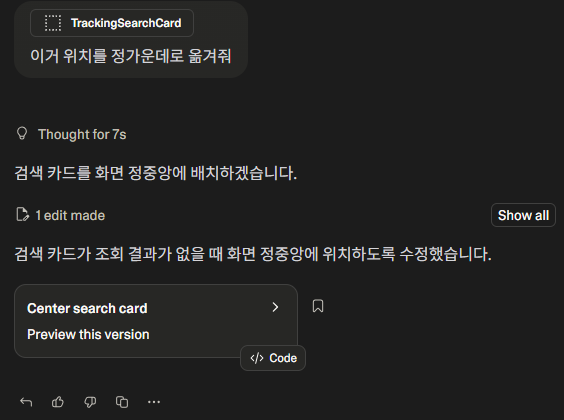 TrackingSearchCard
이거 위치를 정가운데로 옮겨줘
Thought for 7s
검색 카드를 화면 정중앙에 배치하겠습니다.
1 edit made
Show all
검색 카드가 조회 결과가 없을 때 화면 정중앙에 위치하도록 수정했습니다.
Center search card
Preview this version
Code